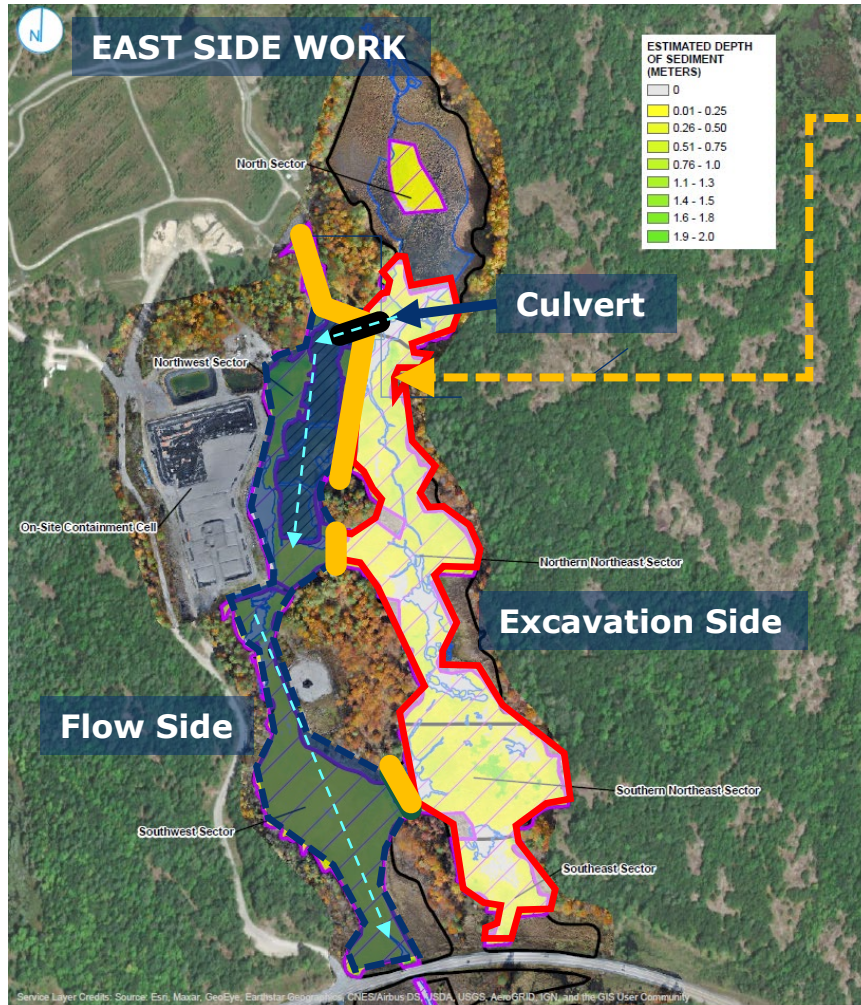 N
EAST SIDE WORK
ESTIMATED DEPTH
OF SEDIMENT
(METERS)
0
0.01 - 0.25
0.26 - 0.50
0.51 - 0.75
0.76 - 1.0
1.1 - 1.3
1.4 - 1.5
1.6 - 1.8
1.9 - 2.0
North Sector
Culvert
Northwest Sector
On-Site Containment Cell
Northern Northeast Sector
Excavation Side
Flow Side
Southern Northeast Sector
Southwest Sector
Southeast Sector
Service Layer Credits: Source: Esri, Maxar, GeoEye, Earthstar Geographics, CNES/Airbus DS, USDA, USGS, AeroGRID, IGN, and the GIS User Community